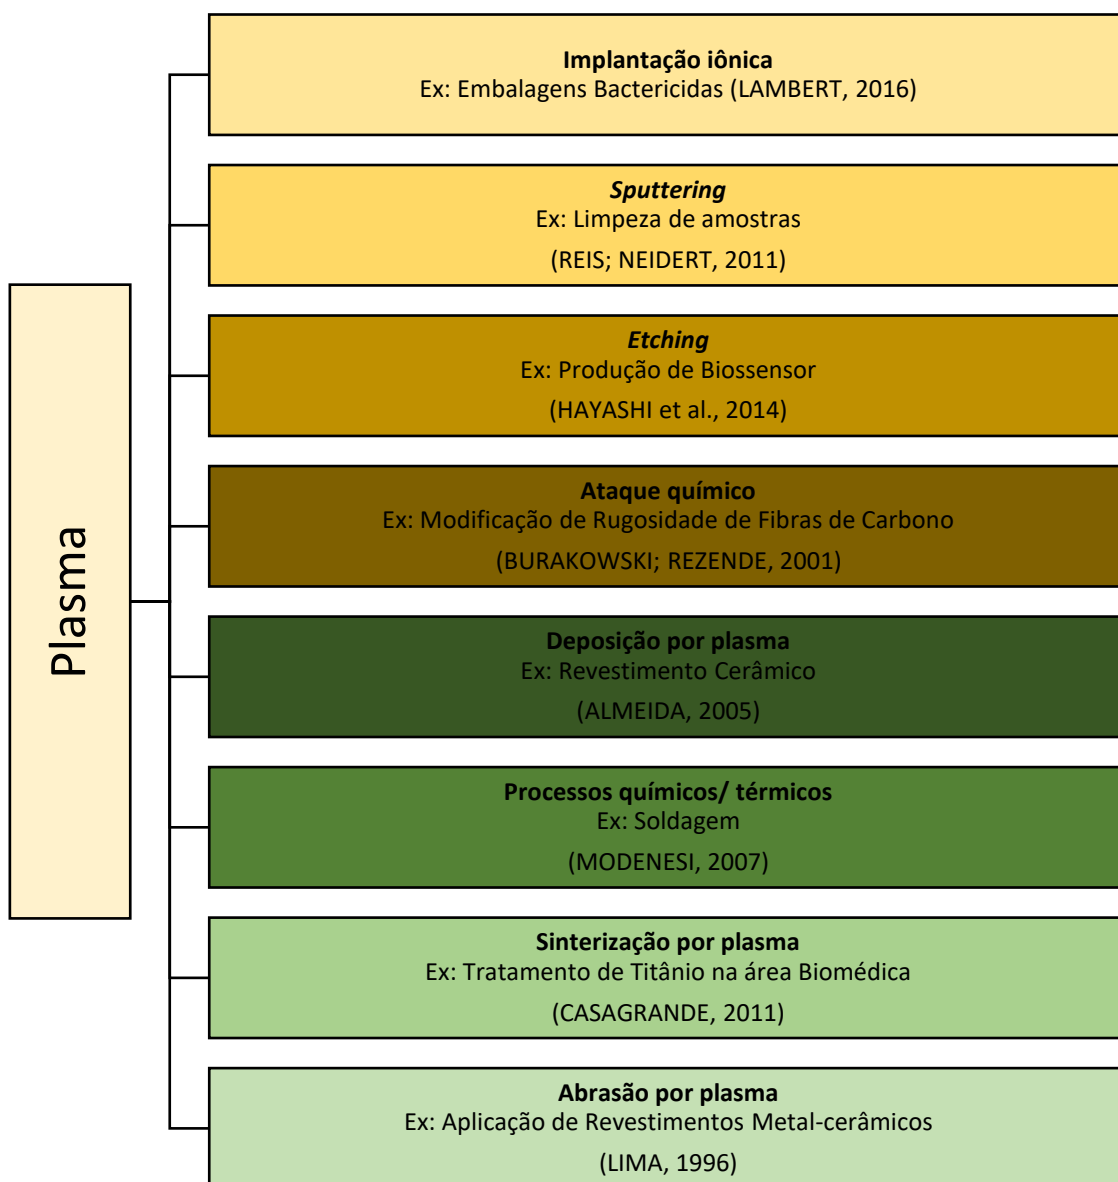 Plasma
Implantação iônica
Ex: Embalagens Bactericidas (LAMBERT, 2016)
Sputtering
Ex: Limpeza de amostras
(REIS; NEIDERT, 2011)
Etching
Ex: Produção de Biossensor
(HAYASHI et al., 2014)
Ataque químico
Ex: Modificação de Rugosidade de Fibras de Carbono
(BURAKOWSKI; REZENDE, 2001)
Deposição por plasma
Ex: Revestimento Cerâmico
(ALMEIDA, 2005)
Processos químicos/ térmicos
Ex: Soldagem
(MODENESI, 2007)
Sinterização por plasma
Ex: Tratamento de Titânio na área Biomédica
(CASAGRANDE, 2011)
Abrasão por plasma
Ex: Aplicação de Revestimentos Metal-cerâmicos
(LIMA, 1996)